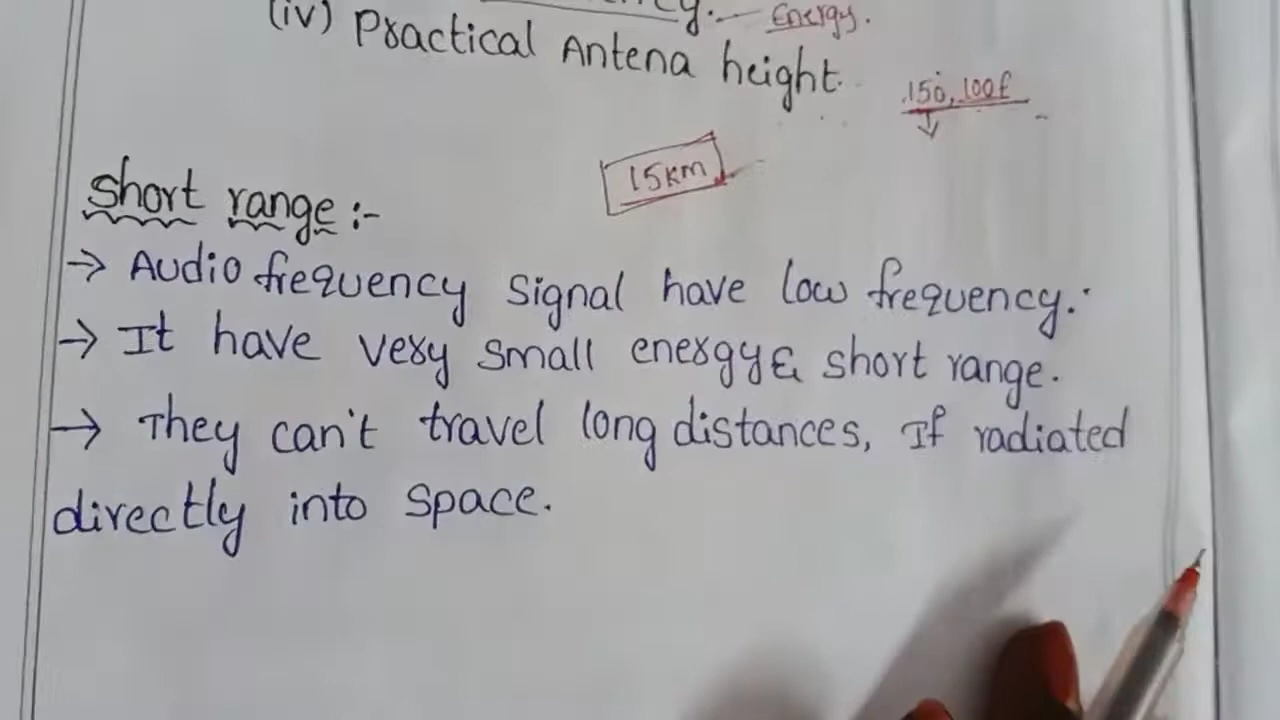 Energy.
(iv) Practical Antena height.
150, 100f
15km
Short range :-
→ Audio frequency signal have low frequency.
→ It have very small energy & short range.
→ They can't travel long distances, If radiated
directly into space.